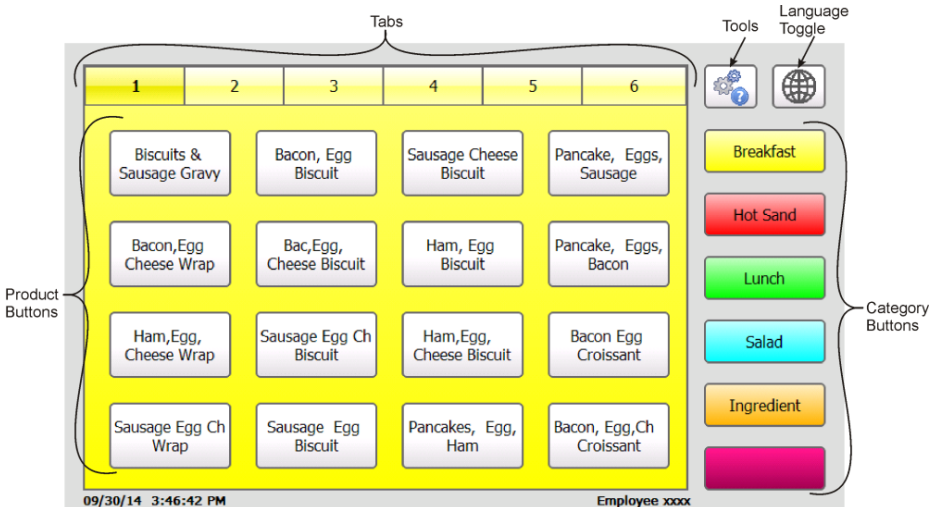 Tabs
Tools
Language
Toggle
1 2 3 4 5 6
Biscuits &
Sausage Gravy
Bacon, Egg
Biscuit
Sausage Cheese
Biscuit
Pancake, Eggs,
Sausage
Breakfast
Hot Sand
Bacon,Egg
Cheese Wrap
Bac,Egg,
Cheese Biscuit
Ham, Egg
Biscuit
Pancake, Eggs,
Bacon
Lunch
Product
Buttons
Category
Buttons
Ham,Egg,
Cheese Wrap
Sausage Egg Ch
Biscuit
Ham,Egg,
Cheese Biscuit
Bacon Egg
Croissant
Salad
Ingredient
Sausage Egg Ch
Wrap
Sausage Egg
Biscuit
Pancakes, Egg,
Ham
Bacon, Egg,Ch
Croissant
09/30/14 3:46:42 PM
Employee xxxx